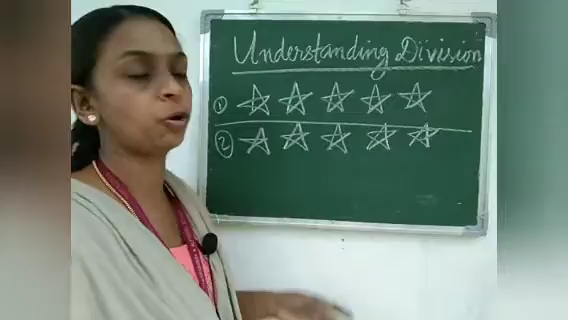 Understanding Division
①
②